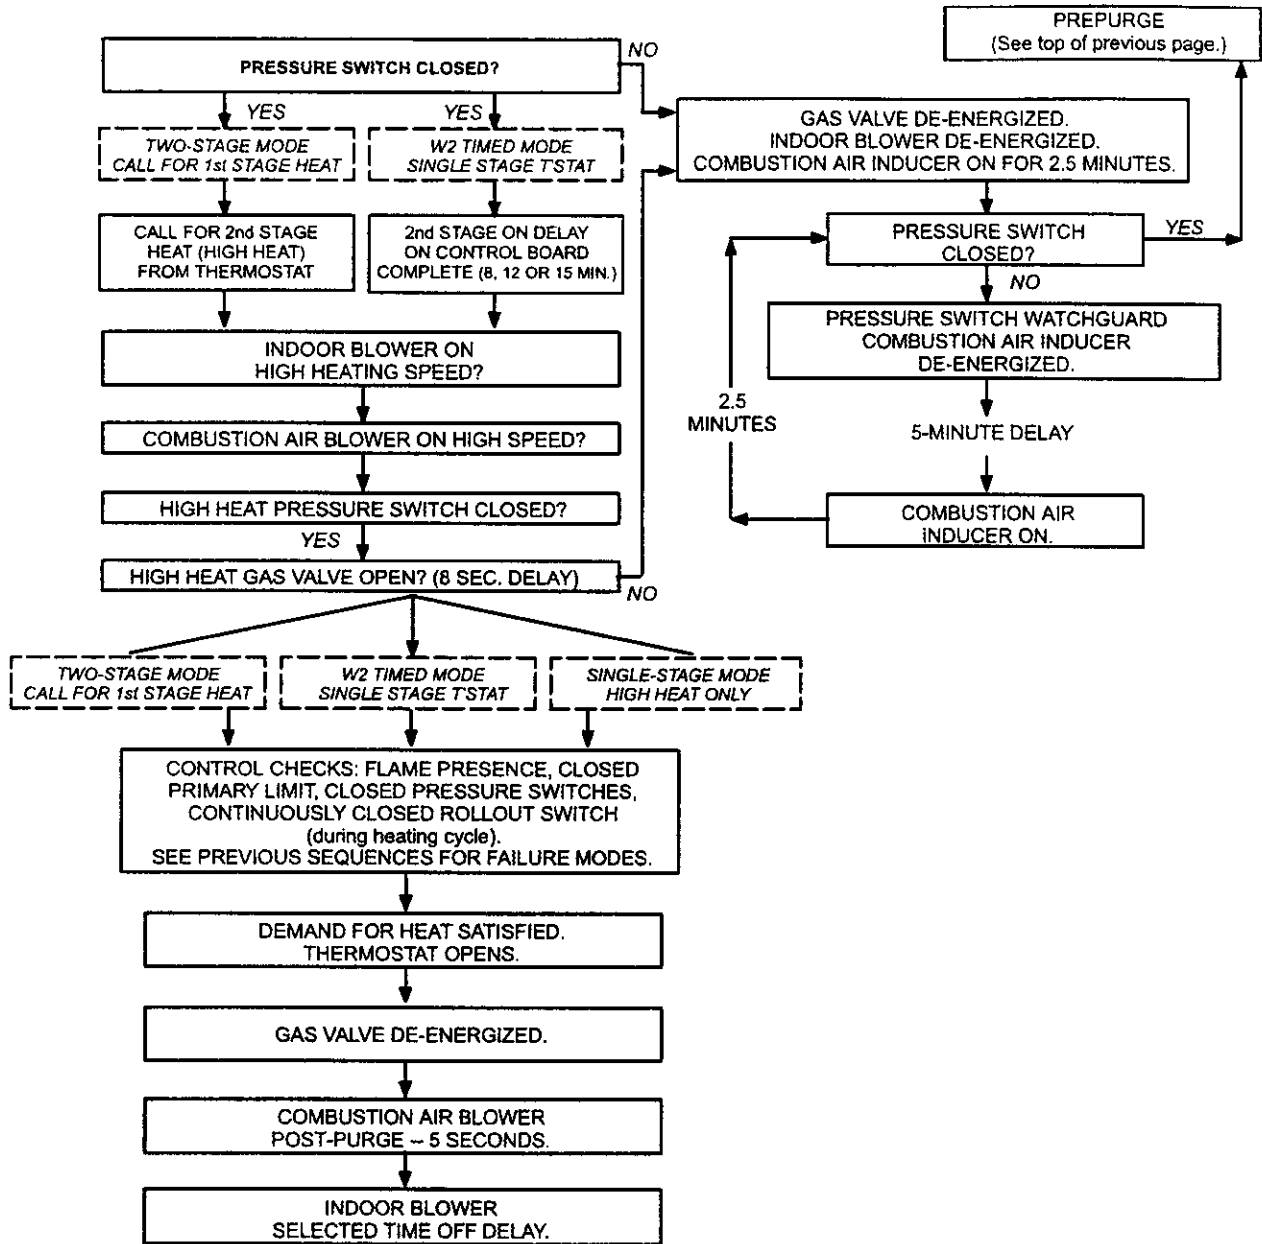 PREPURGE
(See top of previous page.)
PRESSURE SWITCH CLOSED?
NO
YES
YES
TWO-STAGE MODE
CALL FOR 1st STAGE HEAT
W2 TIMED MODE
SINGLE STAGE T'STAT
CALL FOR 2nd STAGE
HEAT (HIGH HEAT)
FROM THERMOSTAT
2nd STAGE ON DELAY
ON CONTROL BOARD
COMPLETE (8, 12 OR 15 MIN.)
INDOOR BLOWER ON
HIGH HEATING SPEED?
COMBUSTION AIR BLOWER ON HIGH SPEED?
HIGH HEAT PRESSURE SWITCH CLOSED?
YES
HIGH HEAT GAS VALVE OPEN? (8 SEC. DELAY)
NO
GAS VALVE DE-ENERGIZED.
INDOOR BLOWER DE-ENERGIZED.
COMBUSTION AIR INDUCER ON FOR 2.5 MINUTES.
PRESSURE SWITCH
CLOSED?
YES
NO
PRESSURE SWITCH WATCHGUARD
COMBUSTION AIR INDUCER
DE-ENERGIZED.
2.5
MINUTES
5-MINUTE DELAY
COMBUSTION AIR
INDUCER ON.
TWO-STAGE MODE
CALL FOR 1st STAGE HEAT
W2 TIMED MODE
SINGLE STAGE T'STAT
SINGLE-STAGE MODE
HIGH HEAT ONLY
CONTROL CHECKS: FLAME PRESENCE, CLOSED
PRIMARY LIMIT, CLOSED PRESSURE SWITCHES,
CONTINUOUSLY CLOSED ROLLOUT SWITCH
(during heating cycle).
SEE PREVIOUS SEQUENCES FOR FAILURE MODES.
DEMAND FOR HEAT SATISFIED.
THERMOSTAT OPENS.
GAS VALVE DE-ENERGIZED.
COMBUSTION AIR BLOWER
POST-PURGE – 5 SECONDS.
INDOOR BLOWER
SELECTED TIME OFF DELAY.